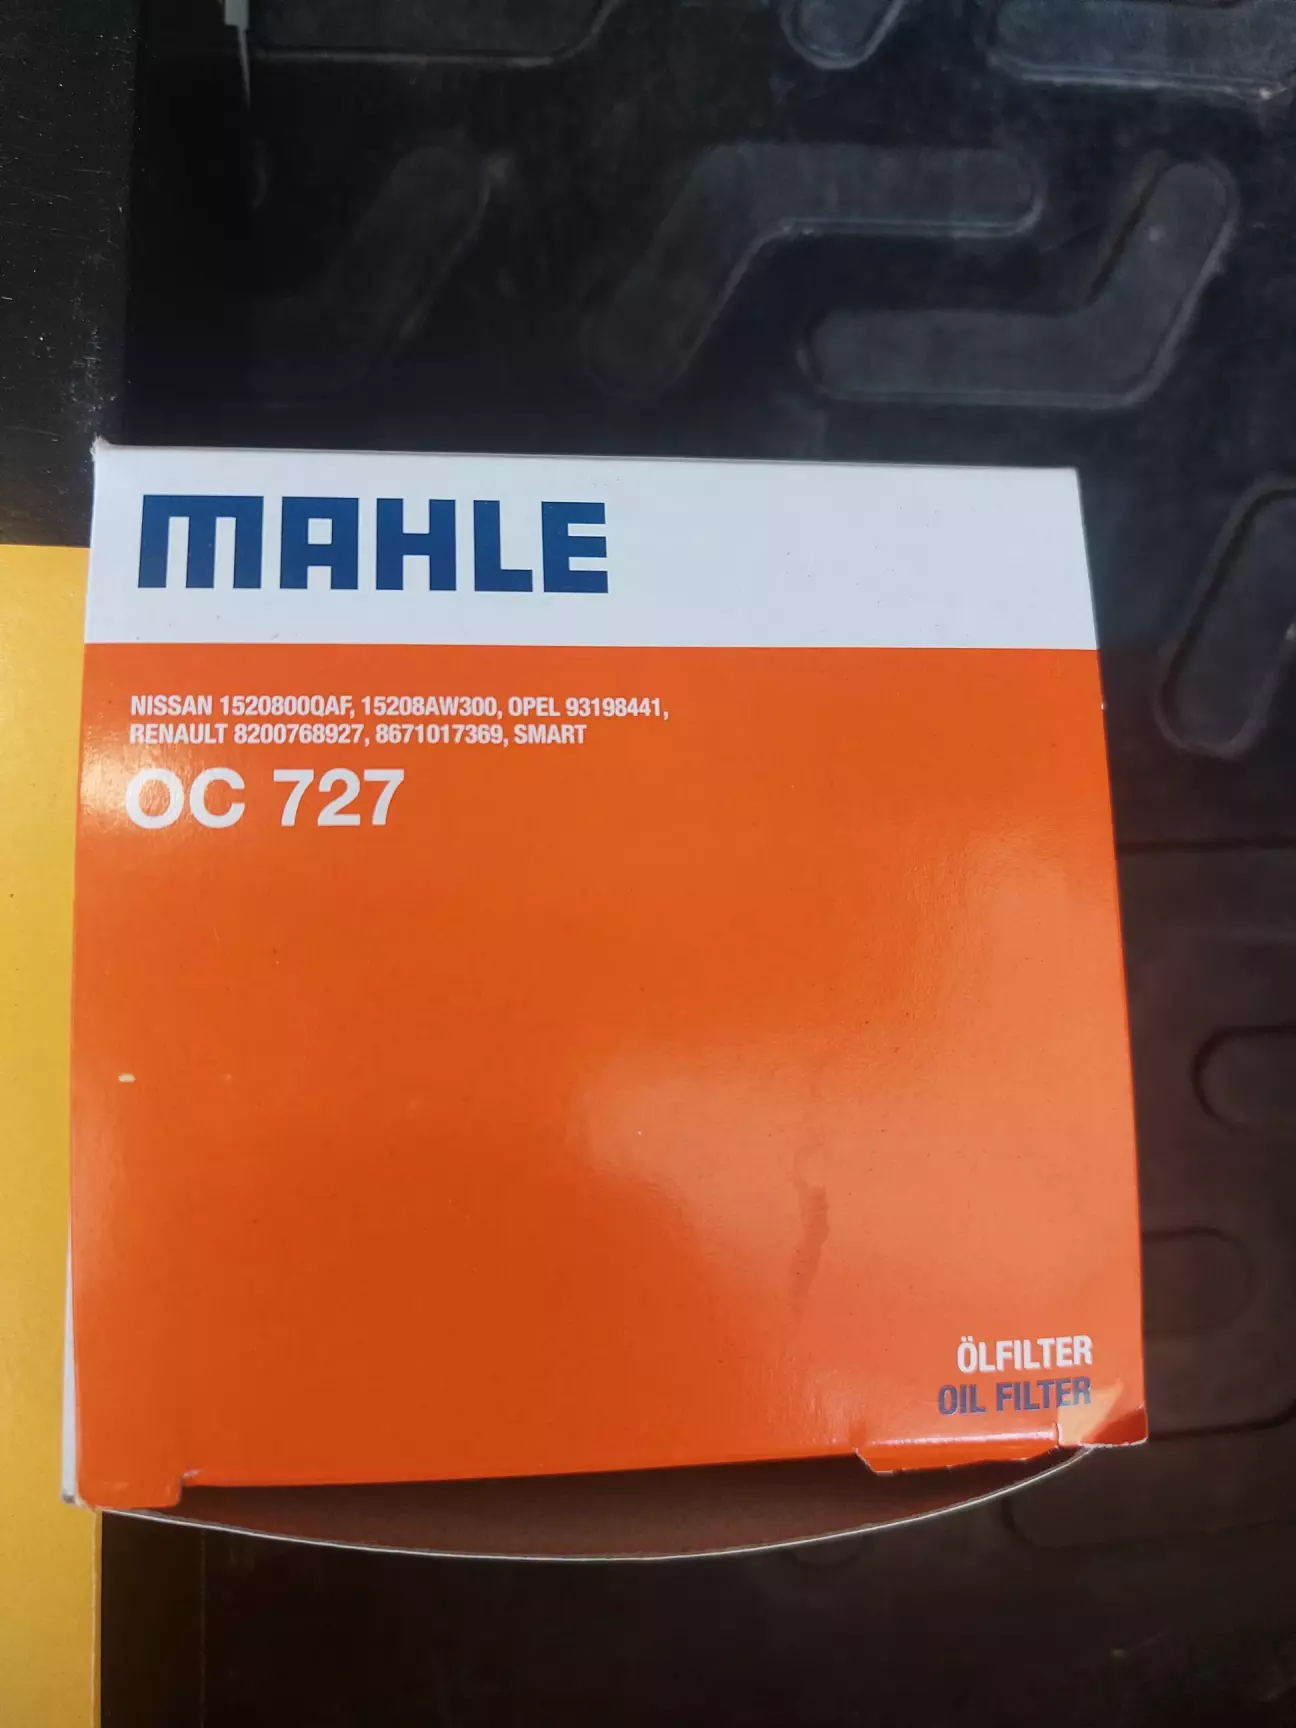 MAHLE
NISSAN 1520800QAF, 15208AW300, OPEL 93198441,
RENAULT 8200768927, 8671017369, SMART
OC 727
ÖLFILTER
OIL FILTER